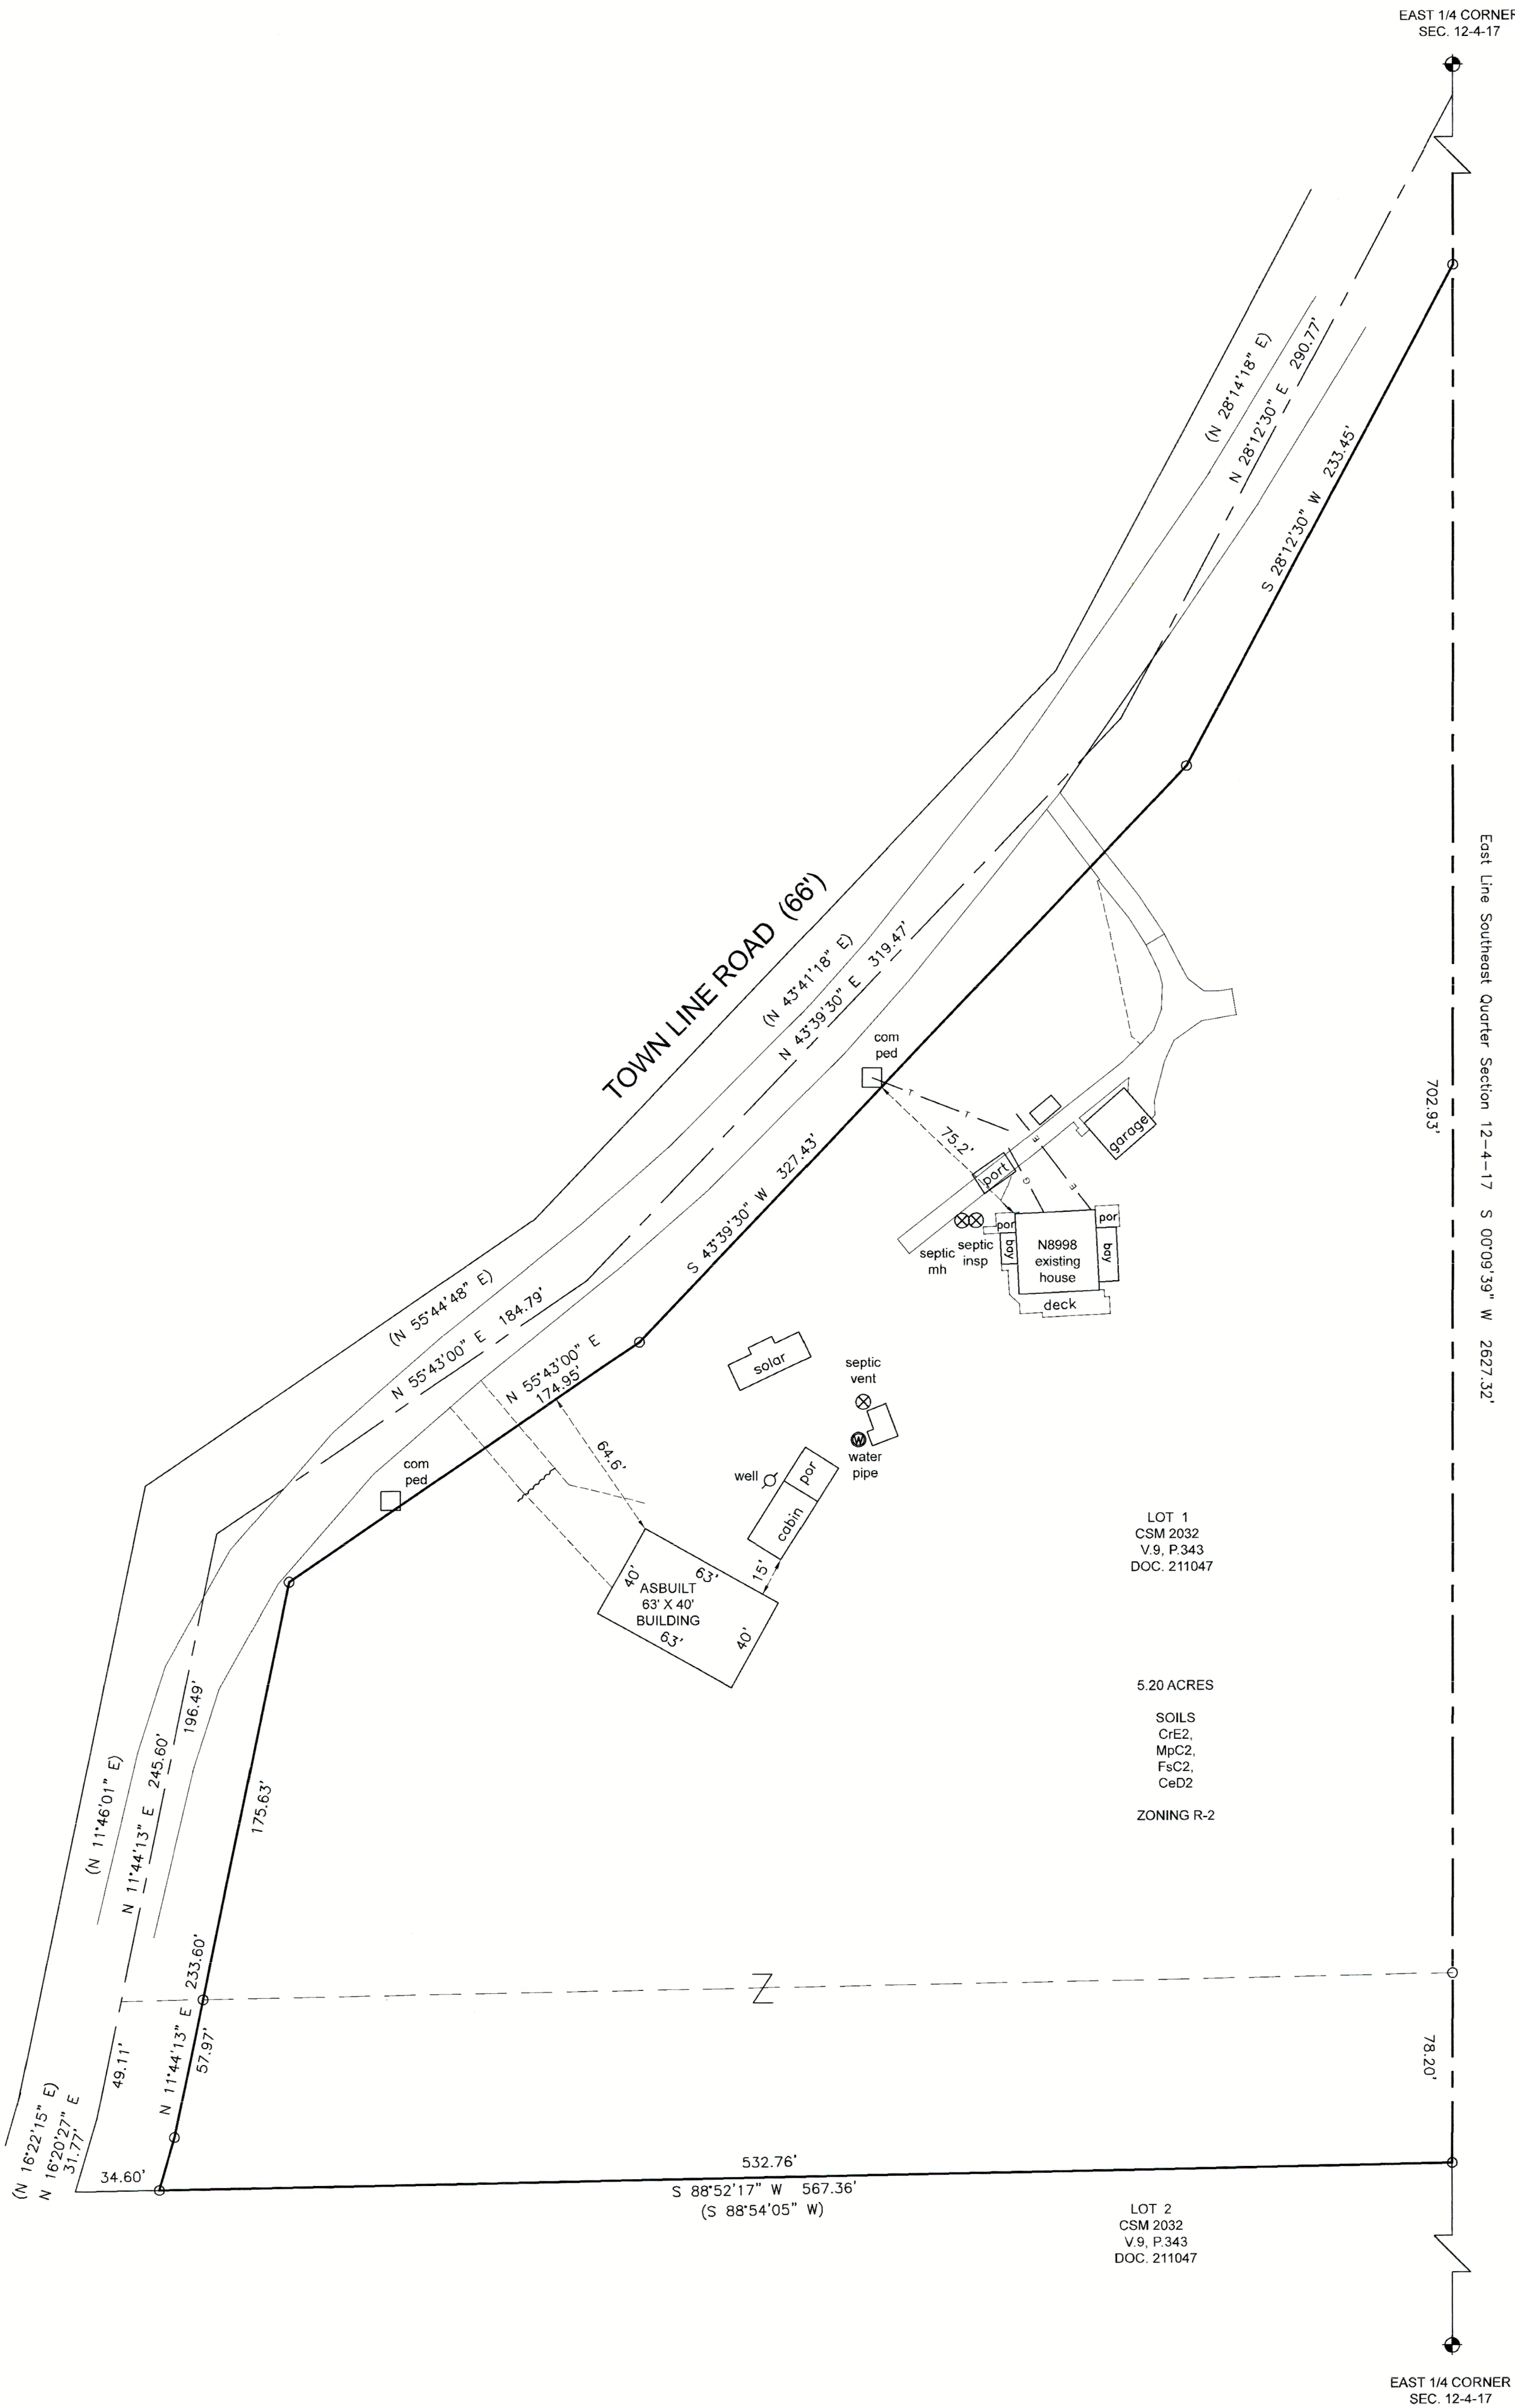 EAST 1/4 CORNER
SEC. 12-4-17
(N 28°14'18" E)
N 28°12'30" E 290.77'
S 28°12'30" W 233.45'
East Line Southeast Quarter Section 12-4-17 S 00°09'39" W 2627.32'
702.93'
TOWN LINE ROAD (66')
(N 43°41'18" E)
N 43°39'30" E 319.47'
com
ped
T
T
75.2'
E
E
G
port
garage
S 43°39'30" W 327.43'
septic
mh
septic
insp
por
bay
N8998
existing
house
por
bay
deck
(N 55°44'48" E)
N 55°43'00" E 184.79'
N 55°43'00" E
174.95'
solar
septic
vent
W
water
pipe
well
por
cabin
64.6'
15'
com
ped
40'
63'
ASBUILT
63' X 40'
BUILDING
63'
40'
LOT 1
CSM 2032
V.9, P.343
DOC. 211047
5.20 ACRES
SOILS
CrE2,
MpC2,
FsC2,
CeD2
ZONING R-2
196.49'
(N 11°46'01" E)
N 11°44'13" E 245.60'
175.63'
N 11°44'13" E 233.60'
57.97'
49.11'
Z
78.20'
(N 16°22'15" E)
N 16°20'27" E
31.77'
34.60'
532.76'
S 88°52'17" W 567.36'
(S 88°54'05" W)
LOT 2
CSM 2032
V.9, P.343
DOC. 211047
EAST 1/4 CORNER
SEC. 12-4-17